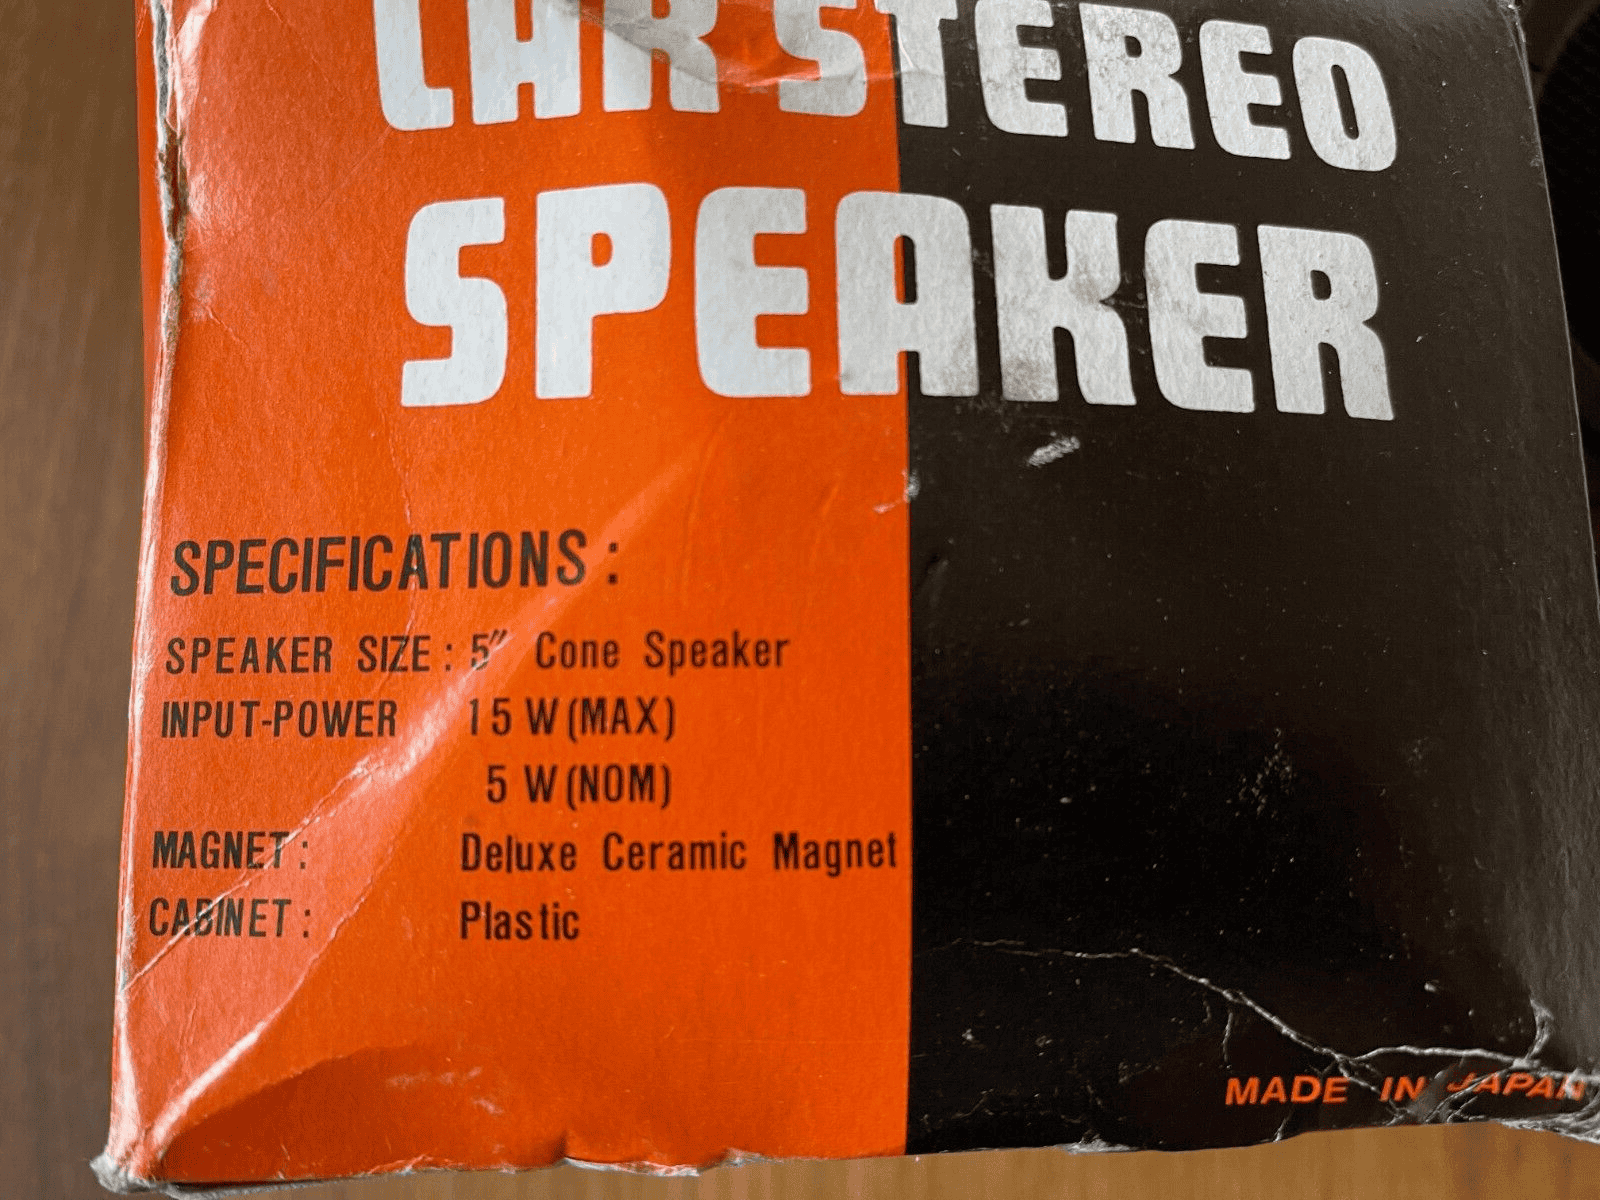 CAR STEREO
SPEAKER
SPECIFICATIONS :
SPEAKER SIZE : 5″ Cone Speaker
INPUT-POWER 15 W (MAX)
5 W (NOM)
MAGNET : Deluxe Ceramic Magnet
CABINET : Plastic
MADE IN JAPAN